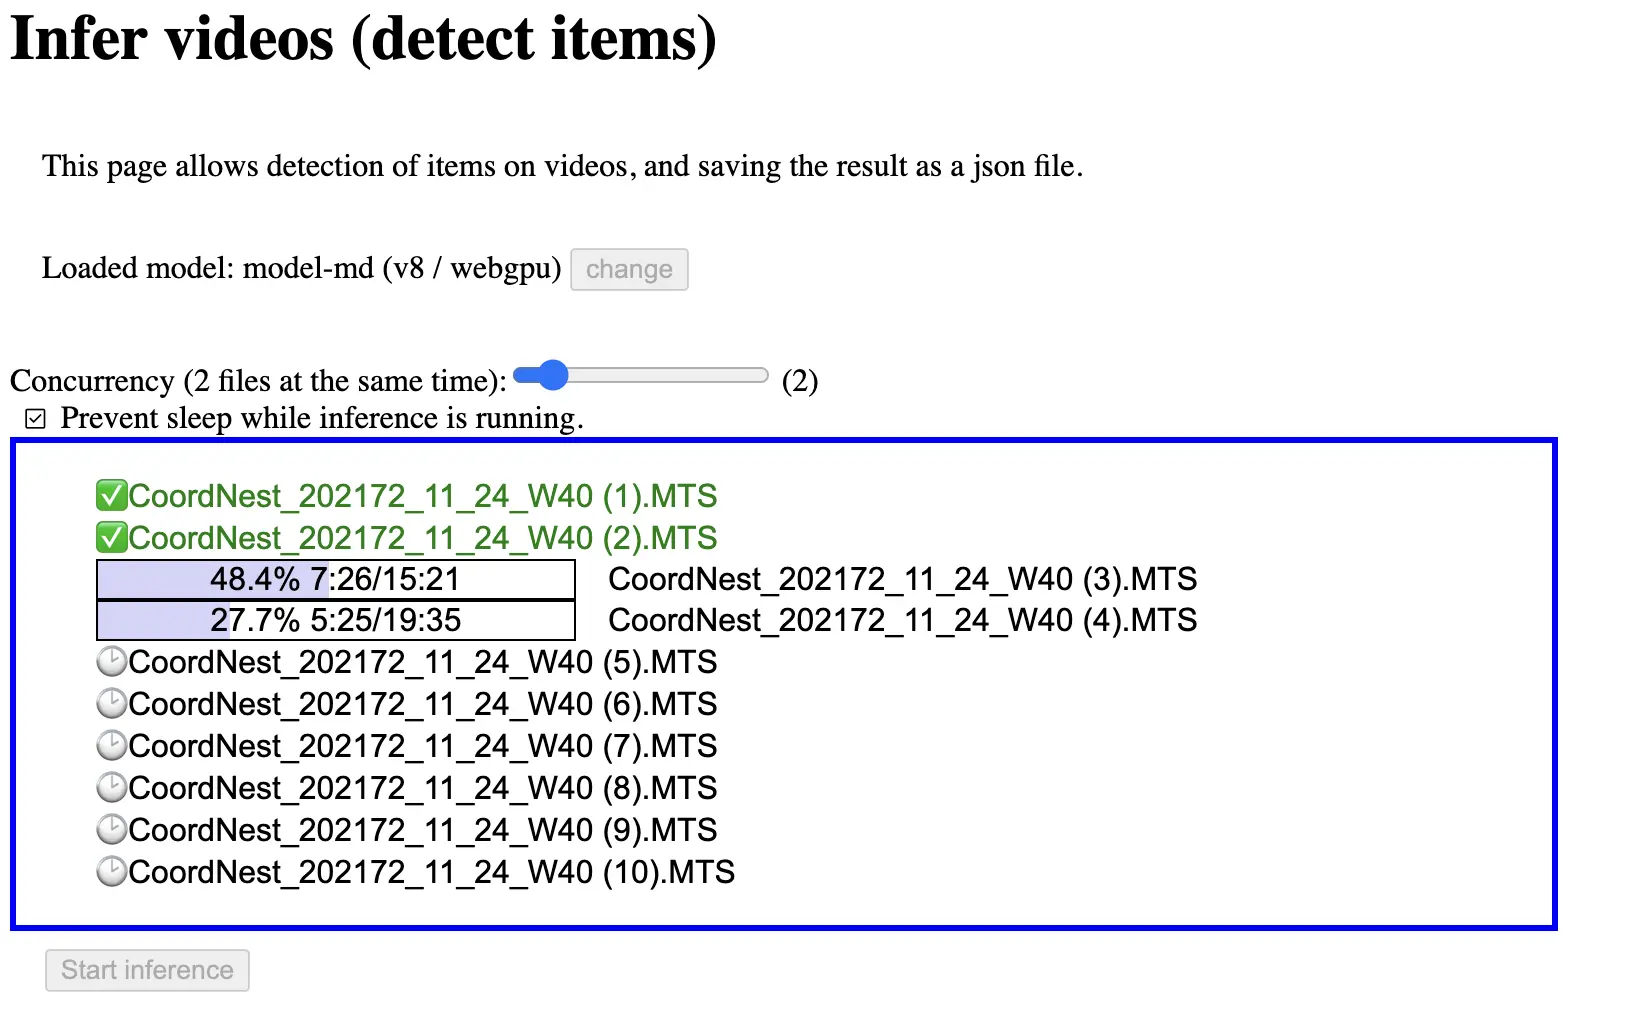 Infer videos (detect items)
This page allows detection of items on videos, and saving the result as a json file.
Loaded model: model-md (v8 / webgpu) change
Concurrency (2 files at the same time): (2)
Prevent sleep while inference is running.
CoordNest_202172_11_24_W40 (1).MTS
CoordNest_202172_11_24_W40 (2).MTS
48.4% 7:26/15:21 CoordNest_202172_11_24_W40 (3).MTS
27.7% 5:25/19:35 CoordNest_202172_11_24_W40 (4).MTS
CoordNest_202172_11_24_W40 (5).MTS
CoordNest_202172_11_24_W40 (6).MTS
CoordNest_202172_11_24_W40 (7).MTS
CoordNest_202172_11_24_W40 (8).MTS
CoordNest_202172_11_24_W40 (9).MTS
CoordNest_202172_11_24_W40 (10).MTS
Start inference